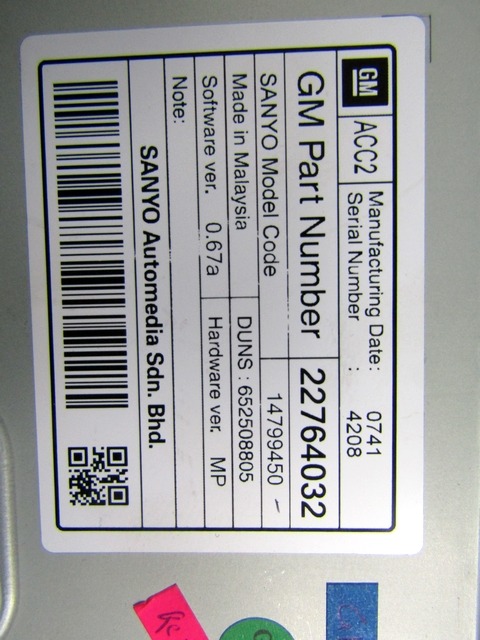 GM
ACC2
Manufacturing Date: 0741
Serial Number : 4208
GM Part Number 22764032
SANYO Model Code 14799450 -
Made in Malaysia DUNS : 652508805
Software ver. 0.67a Hardware ver. MP
Note:
SANYO Automedia Sdn. Bhd.